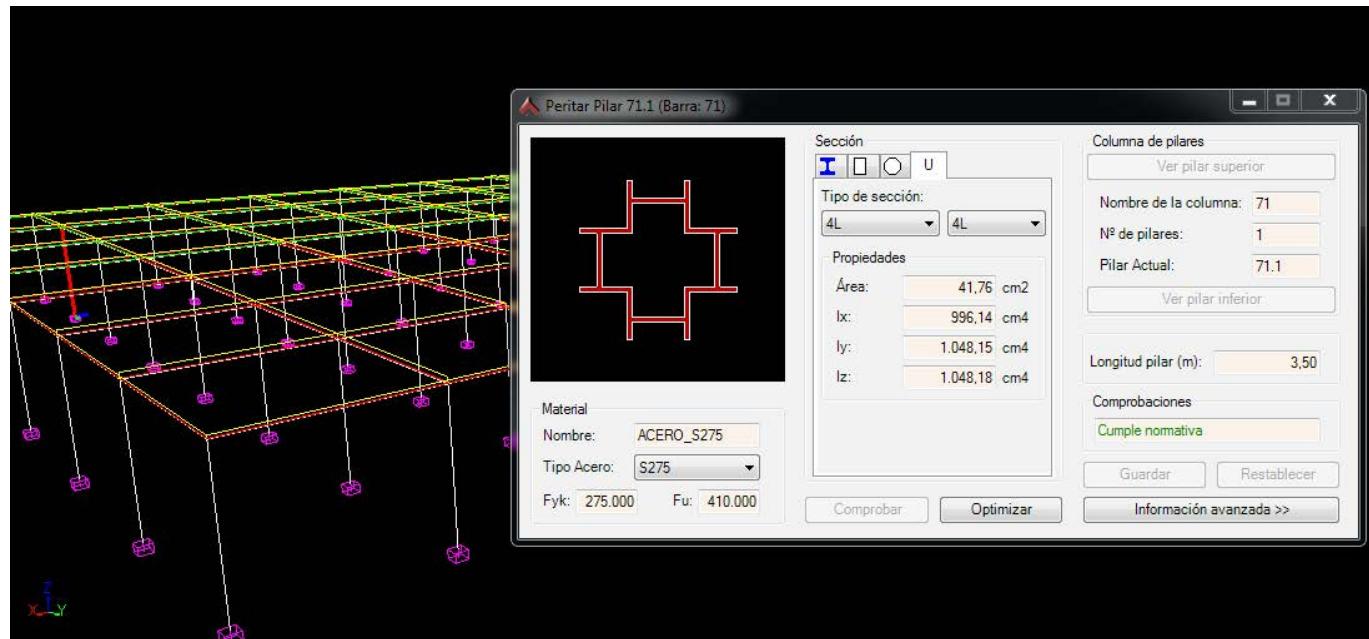 Peritar Pilar 71.1 (Barra: 71)
Sección
U
Tipo de sección:
4L 4L
Propiedades
Área: 41,76 cm2
Ix: 996,14 cm4
Iy: 1.048,15 cm4
Iz: 1.048,18 cm4
Material
Nombre: ACERO_S275
Tipo Acero: S275
Fyk: 275.000 Fu: 410.000
Comprobar Optimizar
Columna de pilares
Ver pilar superior
Nombre de la columna: 71
Nº de pilares: 1
Pilar Actual: 71.1
Ver pilar inferior
Longitud pilar (m): 3,50
Comprobaciones
Cumple normativa
Guardar Restablecer
Información avanzada >>
Z
X Y